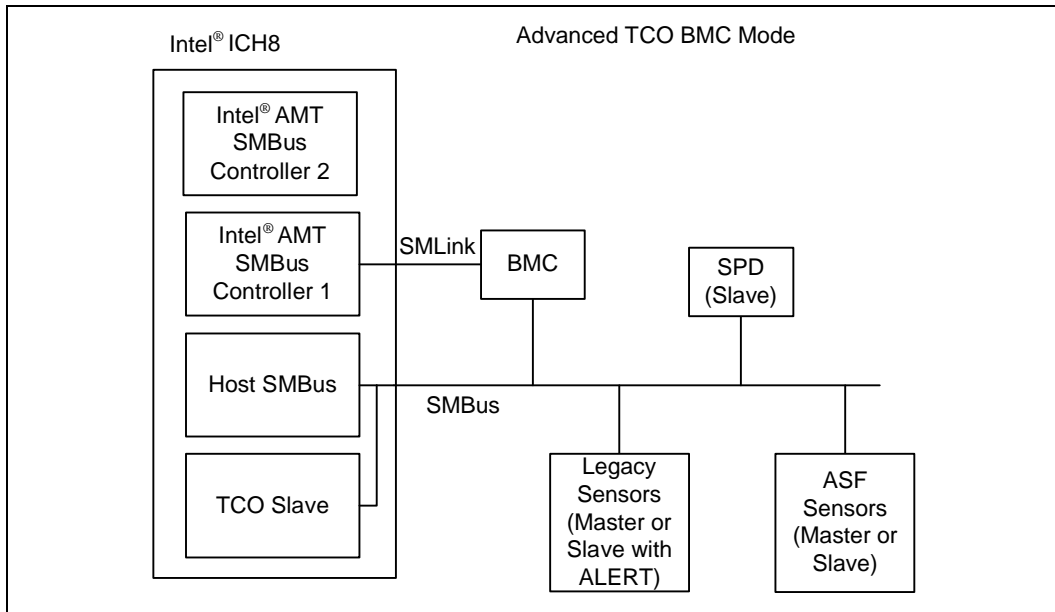 Advanced TCO BMC Mode
Intel® ICH8
Intel® AMT
SMBus
Controller 2
Intel® AMT
SMBus
Controller 1
SMLink
BMC
SPD
(Slave)
Host SMBus
SMBus
TCO Slave
Legacy
Sensors
(Master or
Slave with
ALERT)
ASF
Sensors
(Master or
Slave)